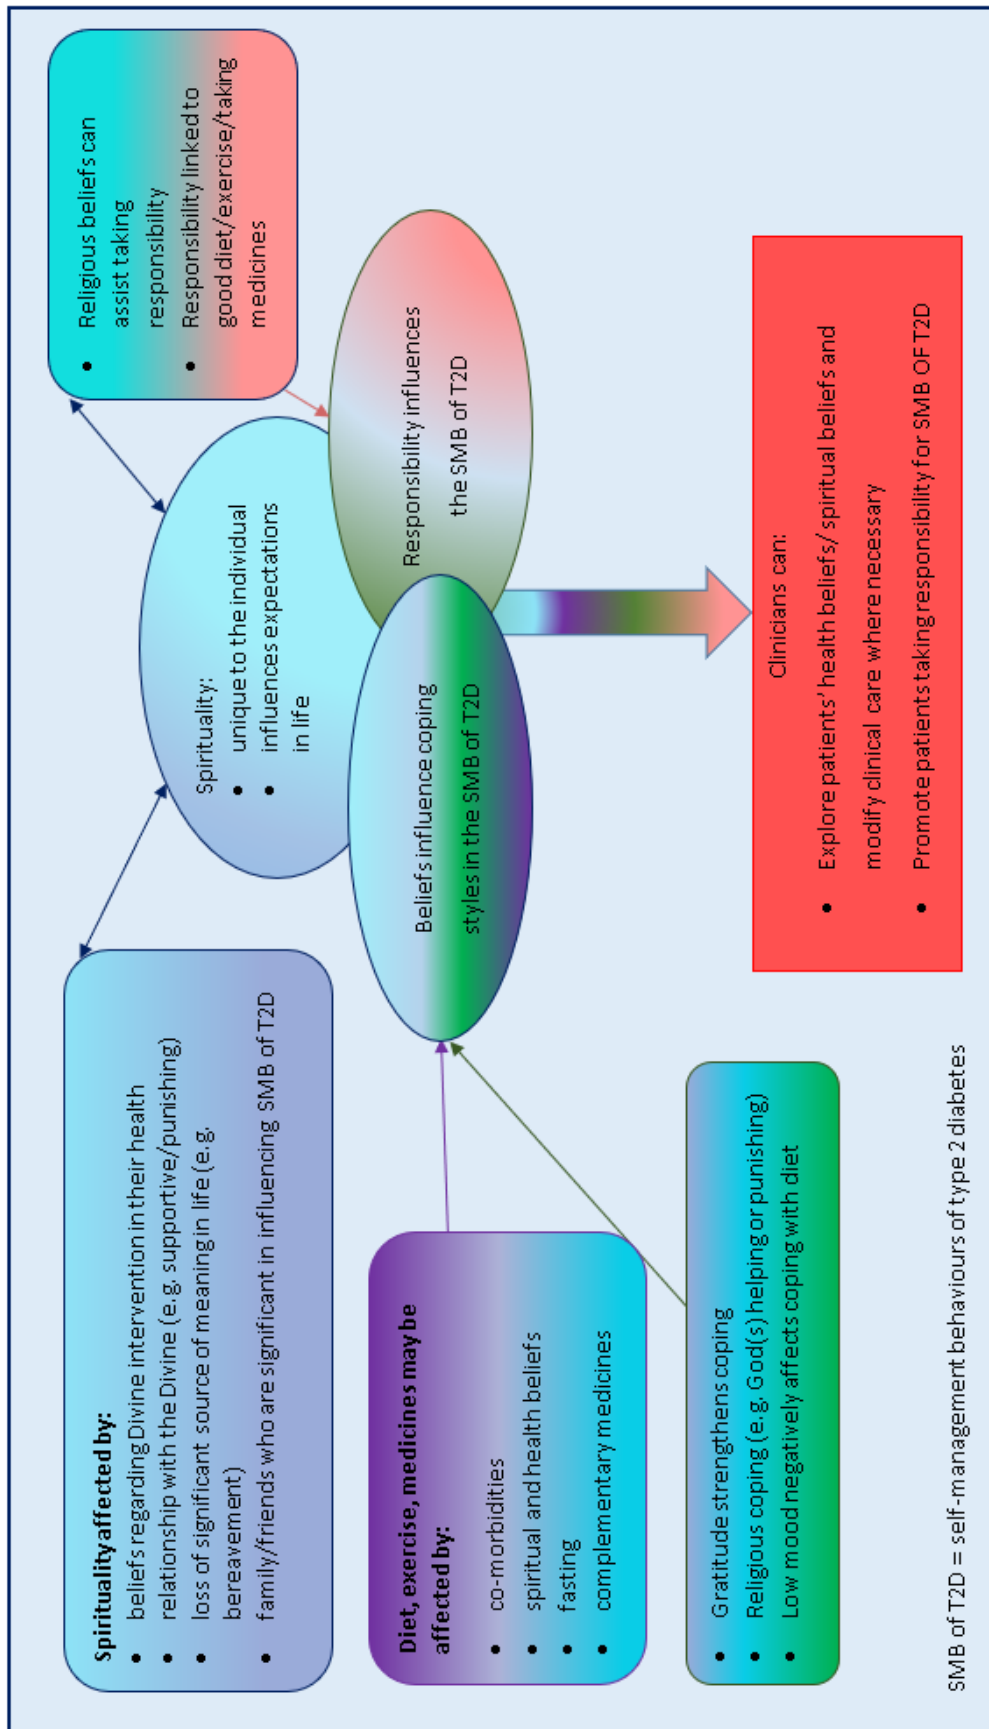 Spirituality affected by:
• beliefs regarding Divine intervention in their health
• relationship with the Divine (e.g. supportive/punishing)
• loss of significant source of meaning in life (e.g.
bereavement)
• family/friends who are significant in influencing SMB of T2D
Spirituality:
• unique to the individual
• influences expectations
in life
• Religious beliefs can
assist taking
responsibility
• Responsibility linked to
good diet/exercise/taking
medicines
Diet, exercise, medicines may be
affected by:
• co-morbidities
• spiritual and health beliefs
• fasting
• complementary medicines
Beliefs influence coping
styles in the SMB of T2D
Responsibility influences
the SMB of T2D
• Gratitude strengthens coping
• Religious coping (e.g. God(s) helping or punishing)
• Low mood negatively affects coping with diet
Clinicians can:
• Explore patients' health beliefs/ spiritual beliefs and
modify clinical care where necessary
• Promote patients taking responsibility for SMB OF T2D
SMB of T2D = self-management behaviours of type 2 diabetes